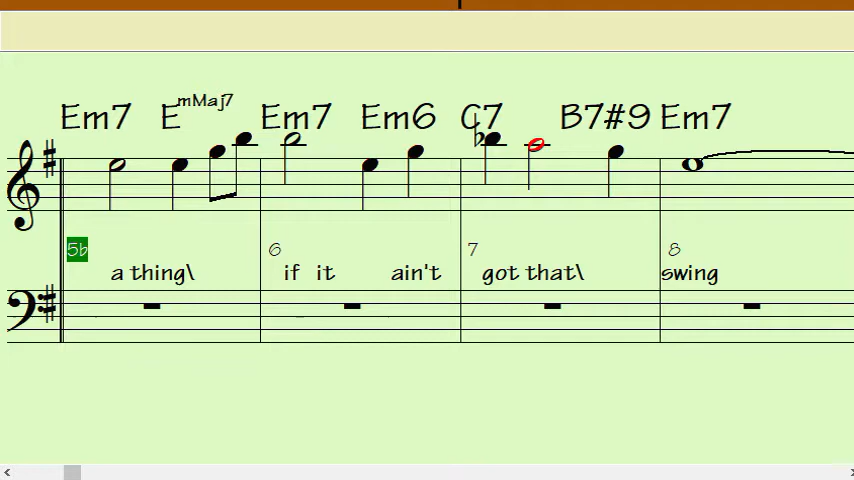 Em7 EmMaj7 Em7 Em6 C7 B7#9 Em7
5b 6 7 8
a thing\ if it ain't got that\ swing